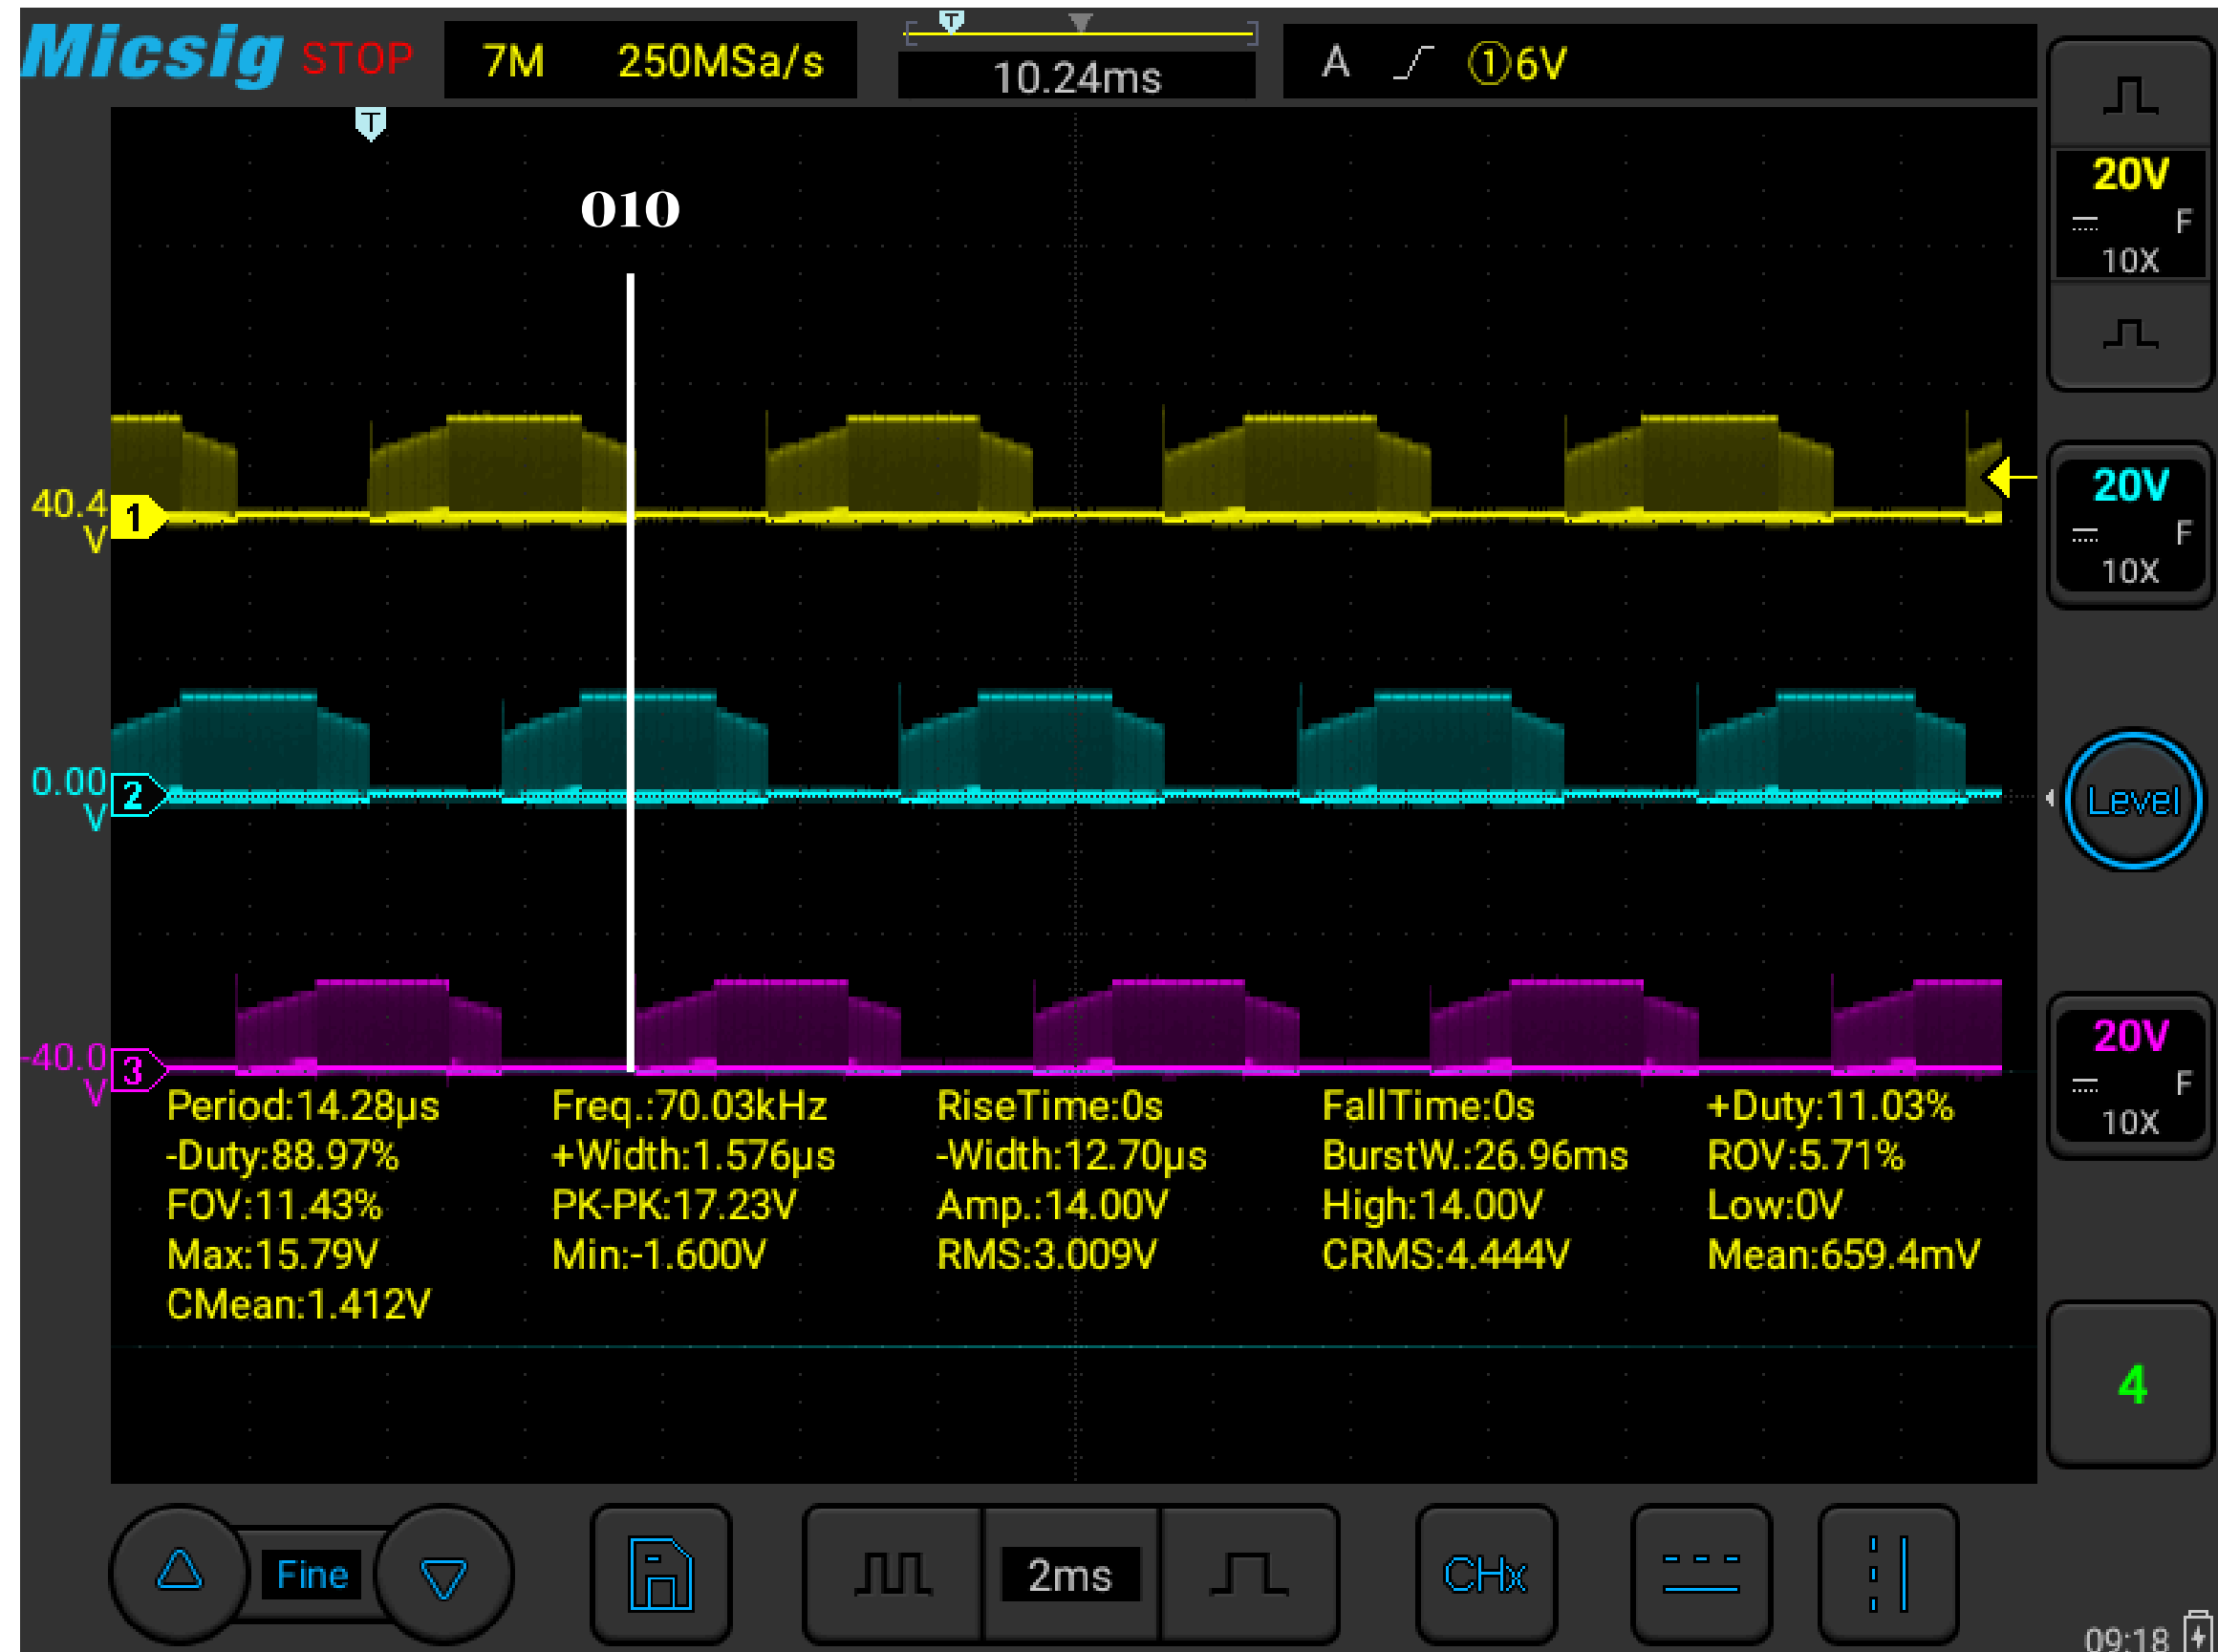 Micsig STOP 7M 250MSa/s 10.24ms A ①6V
T
T
010
20V
F
10X
20V
F
10X
40.4 V 1
0.00 V 2
Level
-40.0 V 3
20V
F
10X
Period:14.28µs Freq.:70.03kHz RiseTime:0s FallTime:0s +Duty:11.03%
-Duty:88.97% +Width:1.576µs -Width:12.70µs BurstW.:26.96ms ROV:5.71%
FOV:11.43% PK-PK:17.23V Amp.:14.00V High:14.00V Low:0V
Max:15.79V Min:-1.600V RMS:3.009V CRMS:4.444V Mean:659.4mV
CMean:1.412V
4
Fine 2ms CHx
09:18